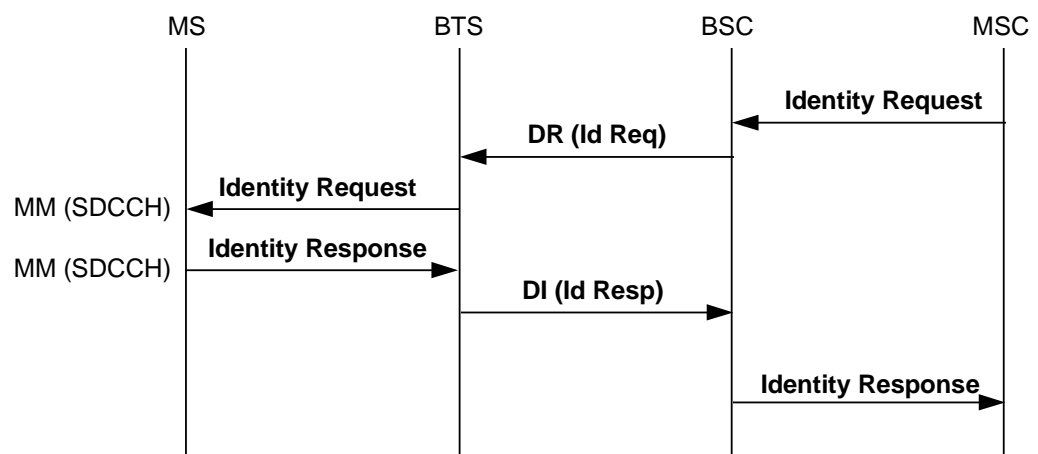 MS BTS BSC MSC
Identity Request
DR (Id Req)
Identity Request
MM (SDCCH)
Identity Response
MM (SDCCH)
DI (Id Resp)
Identity Response